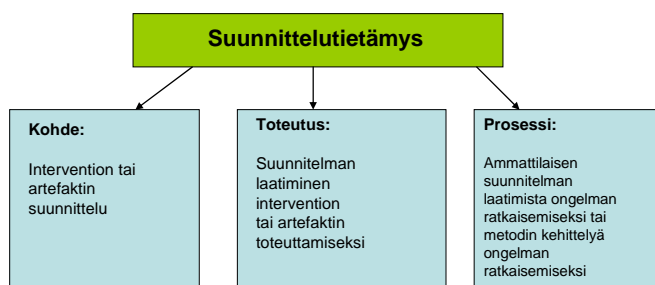 Suunnittelutietämys
Kohde:
Intervention tai
artefaktin
suunnittelu
Toteutus:
Suunnitelman
laatiminen
intervention
tai artefaktin
toteuttamiseksi
Prosessi:
Ammattilaisen
suunnitelman
laatimista ongelman
ratkaisemiseksi tai
metodin kehittelyä
ongelman
ratkaisemiseksi